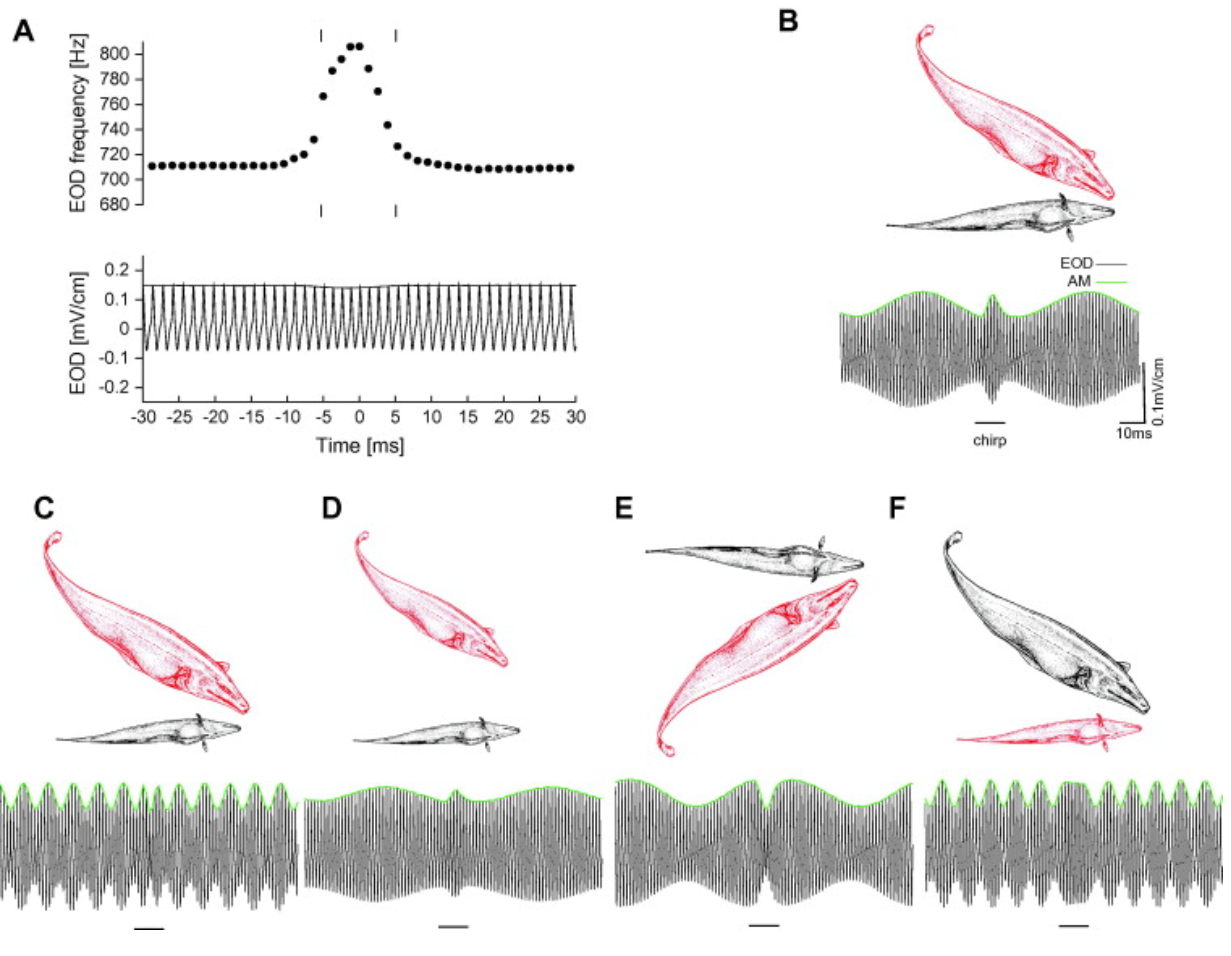 A
EOD frequency [Hz]
800
780
760
740
720
700
680
EOD [mV/cm]
0.2
0.1
0
-0.1
-0.2
-30 -25 -20 -15 -10 -5 0 5 10 15 20 25 30
Time [ms]
B
EOD
AM
0.1mV/cm
10ms
chirp
C
D
E
F